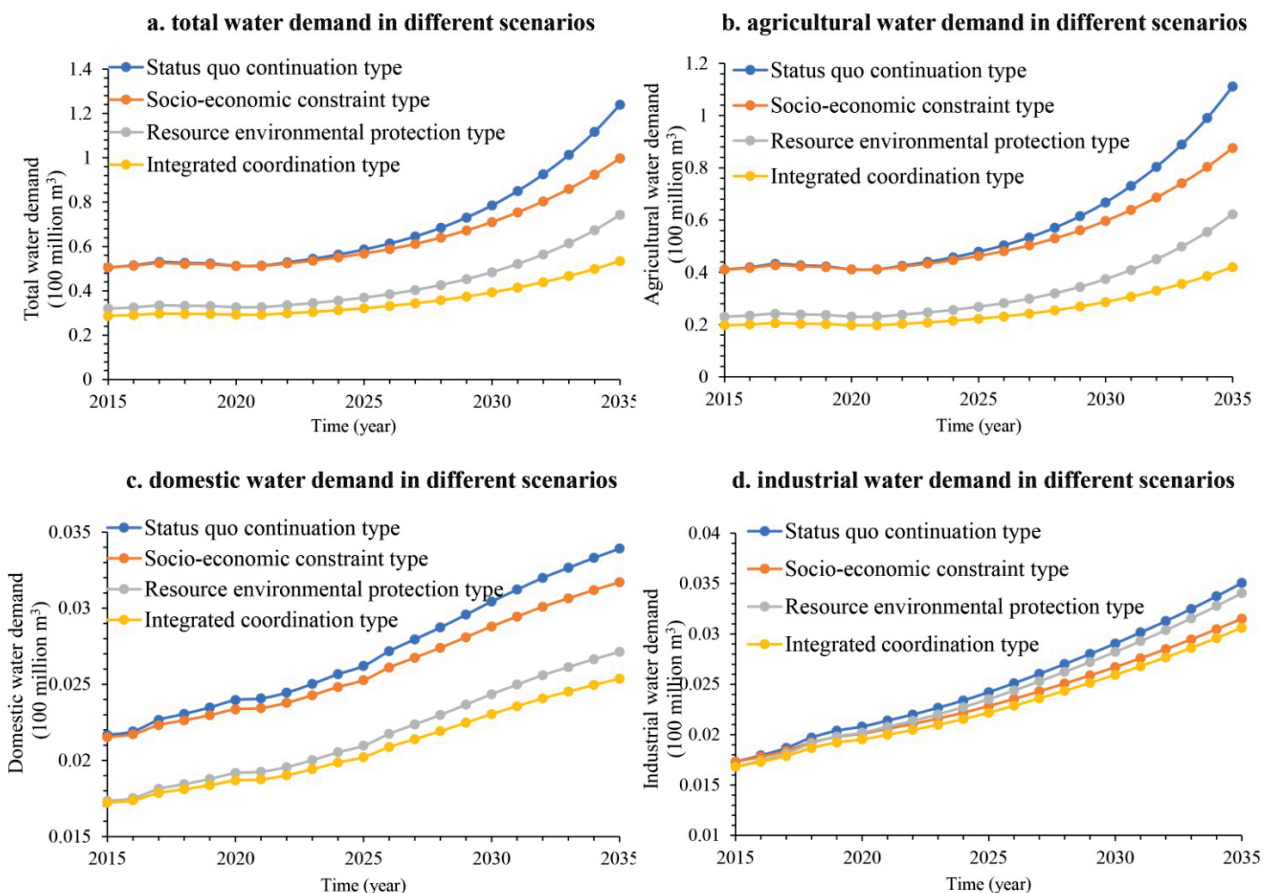 a. total water demand in different scenarios
Status quo continuation type
Socio-economic constraint type
Resource environmental protection type
Integrated coordination type
Total water demand
(100 million m³)
1.4
1.2
1
0.8
0.6
0.4
0.2
0
2015
2020
2025
2030
2035
Time (year)
b. agricultural water demand in different scenarios
Status quo continuation type
Socio-economic constraint type
Resource environmental protection type
Integrated coordination type
Agricultural water demand
(100 million m³)
1.2
1
0.8
0.6
0.4
0.2
0
2015
2020
2025
2030
2035
Time (year)
c. domestic water demand in different scenarios
Status quo continuation type
Socio-economic constraint type
Resource environmental protection type
Integrated coordination type
Domestic water demand
(100 million m³)
0.035
0.03
0.025
0.02
0.015
2015
2020
2025
2030
2035
Time (year)
d. industrial water demand in different scenarios
Status quo continuation type
Socio-economic constraint type
Resource environmental protection type
Integrated coordination type
Industrial water demand
(100 million m³)
0.04
0.035
0.03
0.025
0.02
0.015
0.01
2015
2020
2025
2030
2035
Time (year)